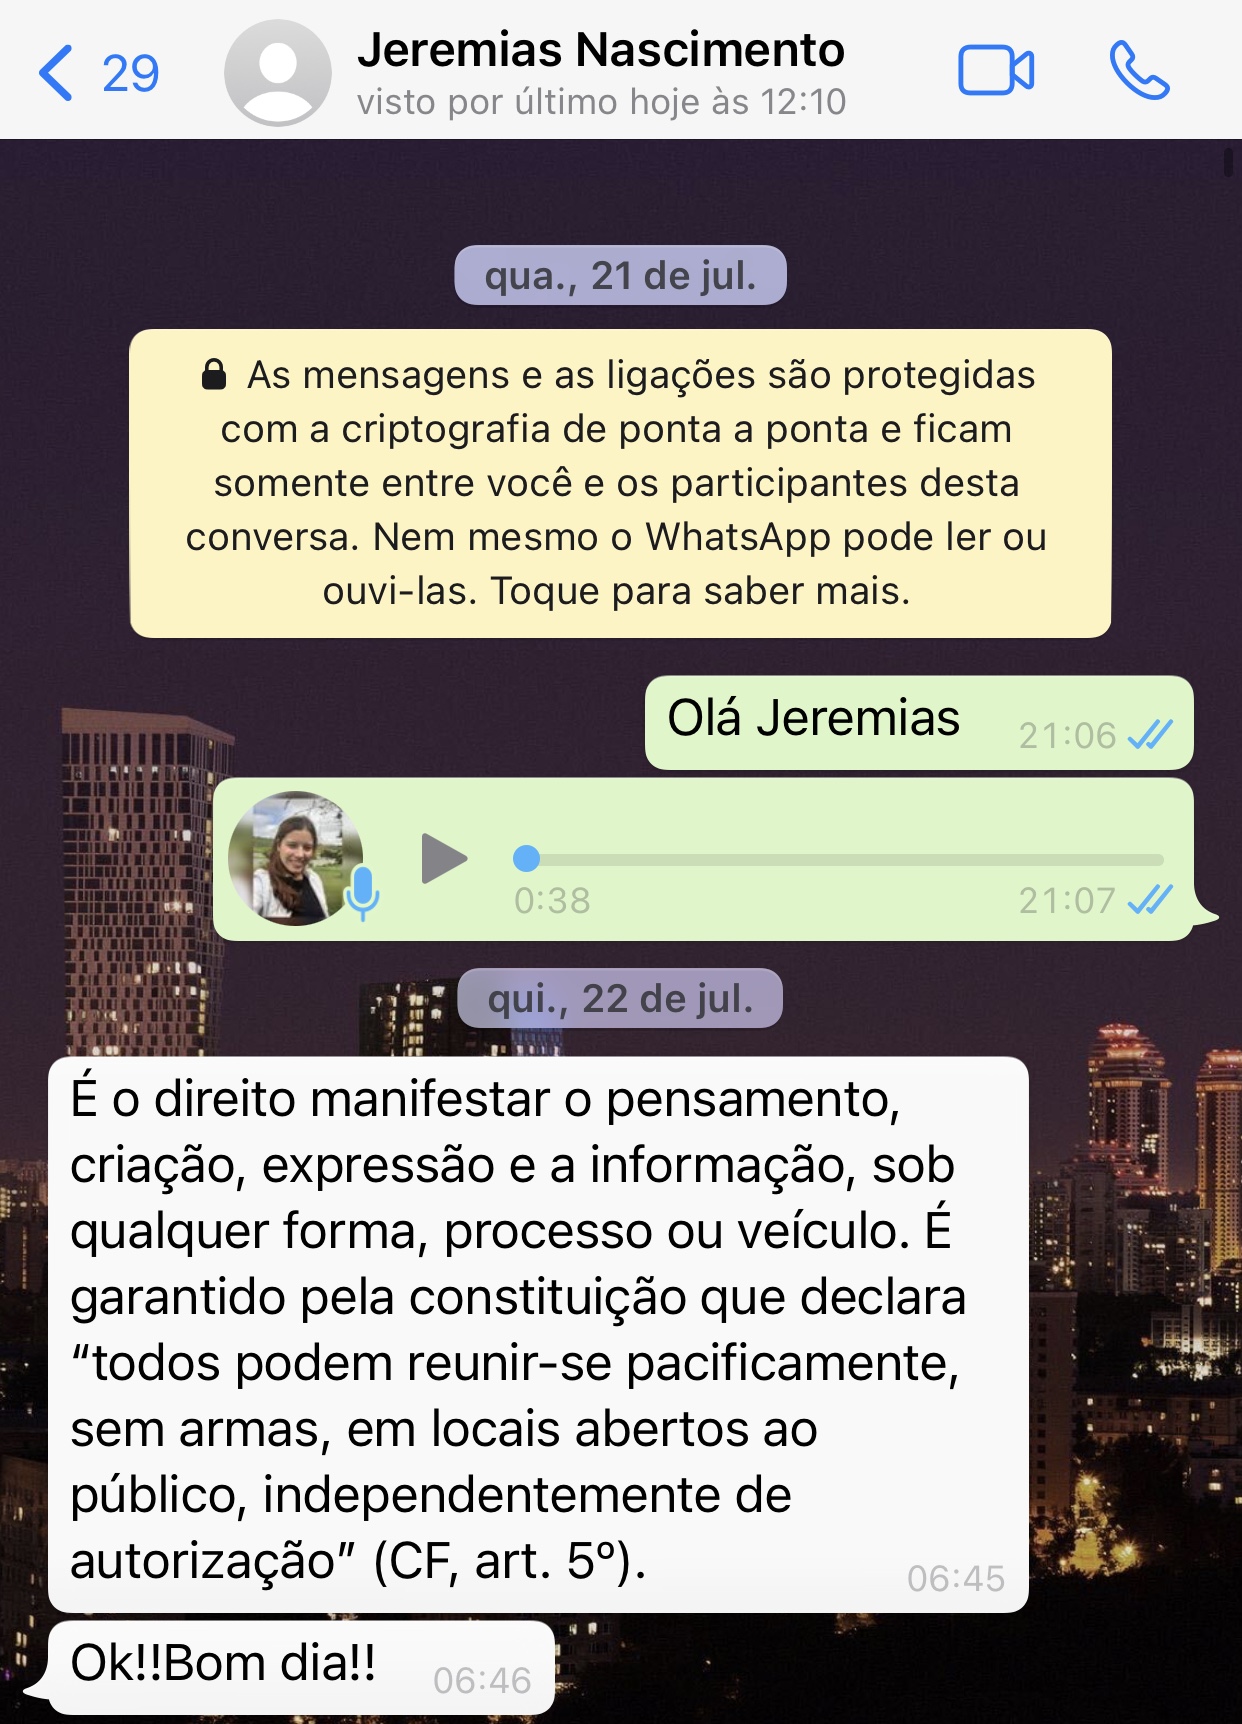 29
Jeremias Nascimento
visto por último hoje às 12:10
qua., 21 de jul.
As mensagens e as ligações são protegidas
com a criptografia de ponta a ponta e ficam
somente entre você e os participantes desta
conversa. Nem mesmo o WhatsApp pode ler ou
ouvi-las. Toque para saber mais.
Olá Jeremias 21:06
0:38 21:07
qui., 22 de jul.
É o direito manifestar o pensamento,
criação, expressão e a informação, sob
qualquer forma, processo ou veículo. É
garantido pela constituição que declara
“todos podem reunir-se pacificamente,
sem armas, em locais abertos ao
público, independentemente de
autorização” (CF, art. 5º). 06:45
Ok!!Bom dia!! 06:46